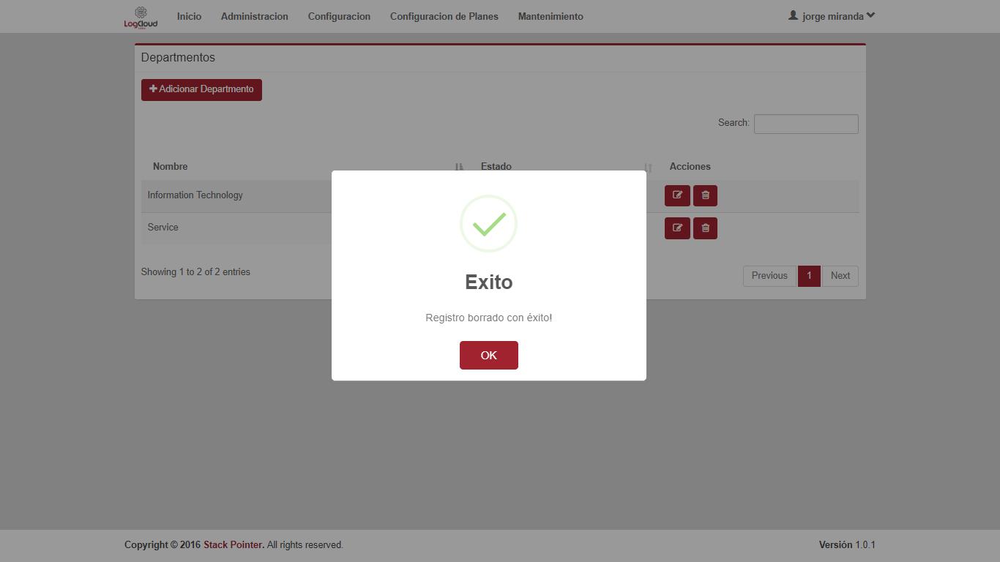 LogCloud
Inicio
Administracion
Configuracion
Configuracion de Planes
Mantenimiento
jorge miranda
Departmentos
Adicionar Departmento
Search:
Nombre
Estado
Acciones
Information Technology
Service
Showing 1 to 2 of 2 entries
Previous
1
Next
Exito
Registro borrado con éxito!
OK
Copyright © 2016 Stack Pointer. All rights reserved.
Versión 1.0.1